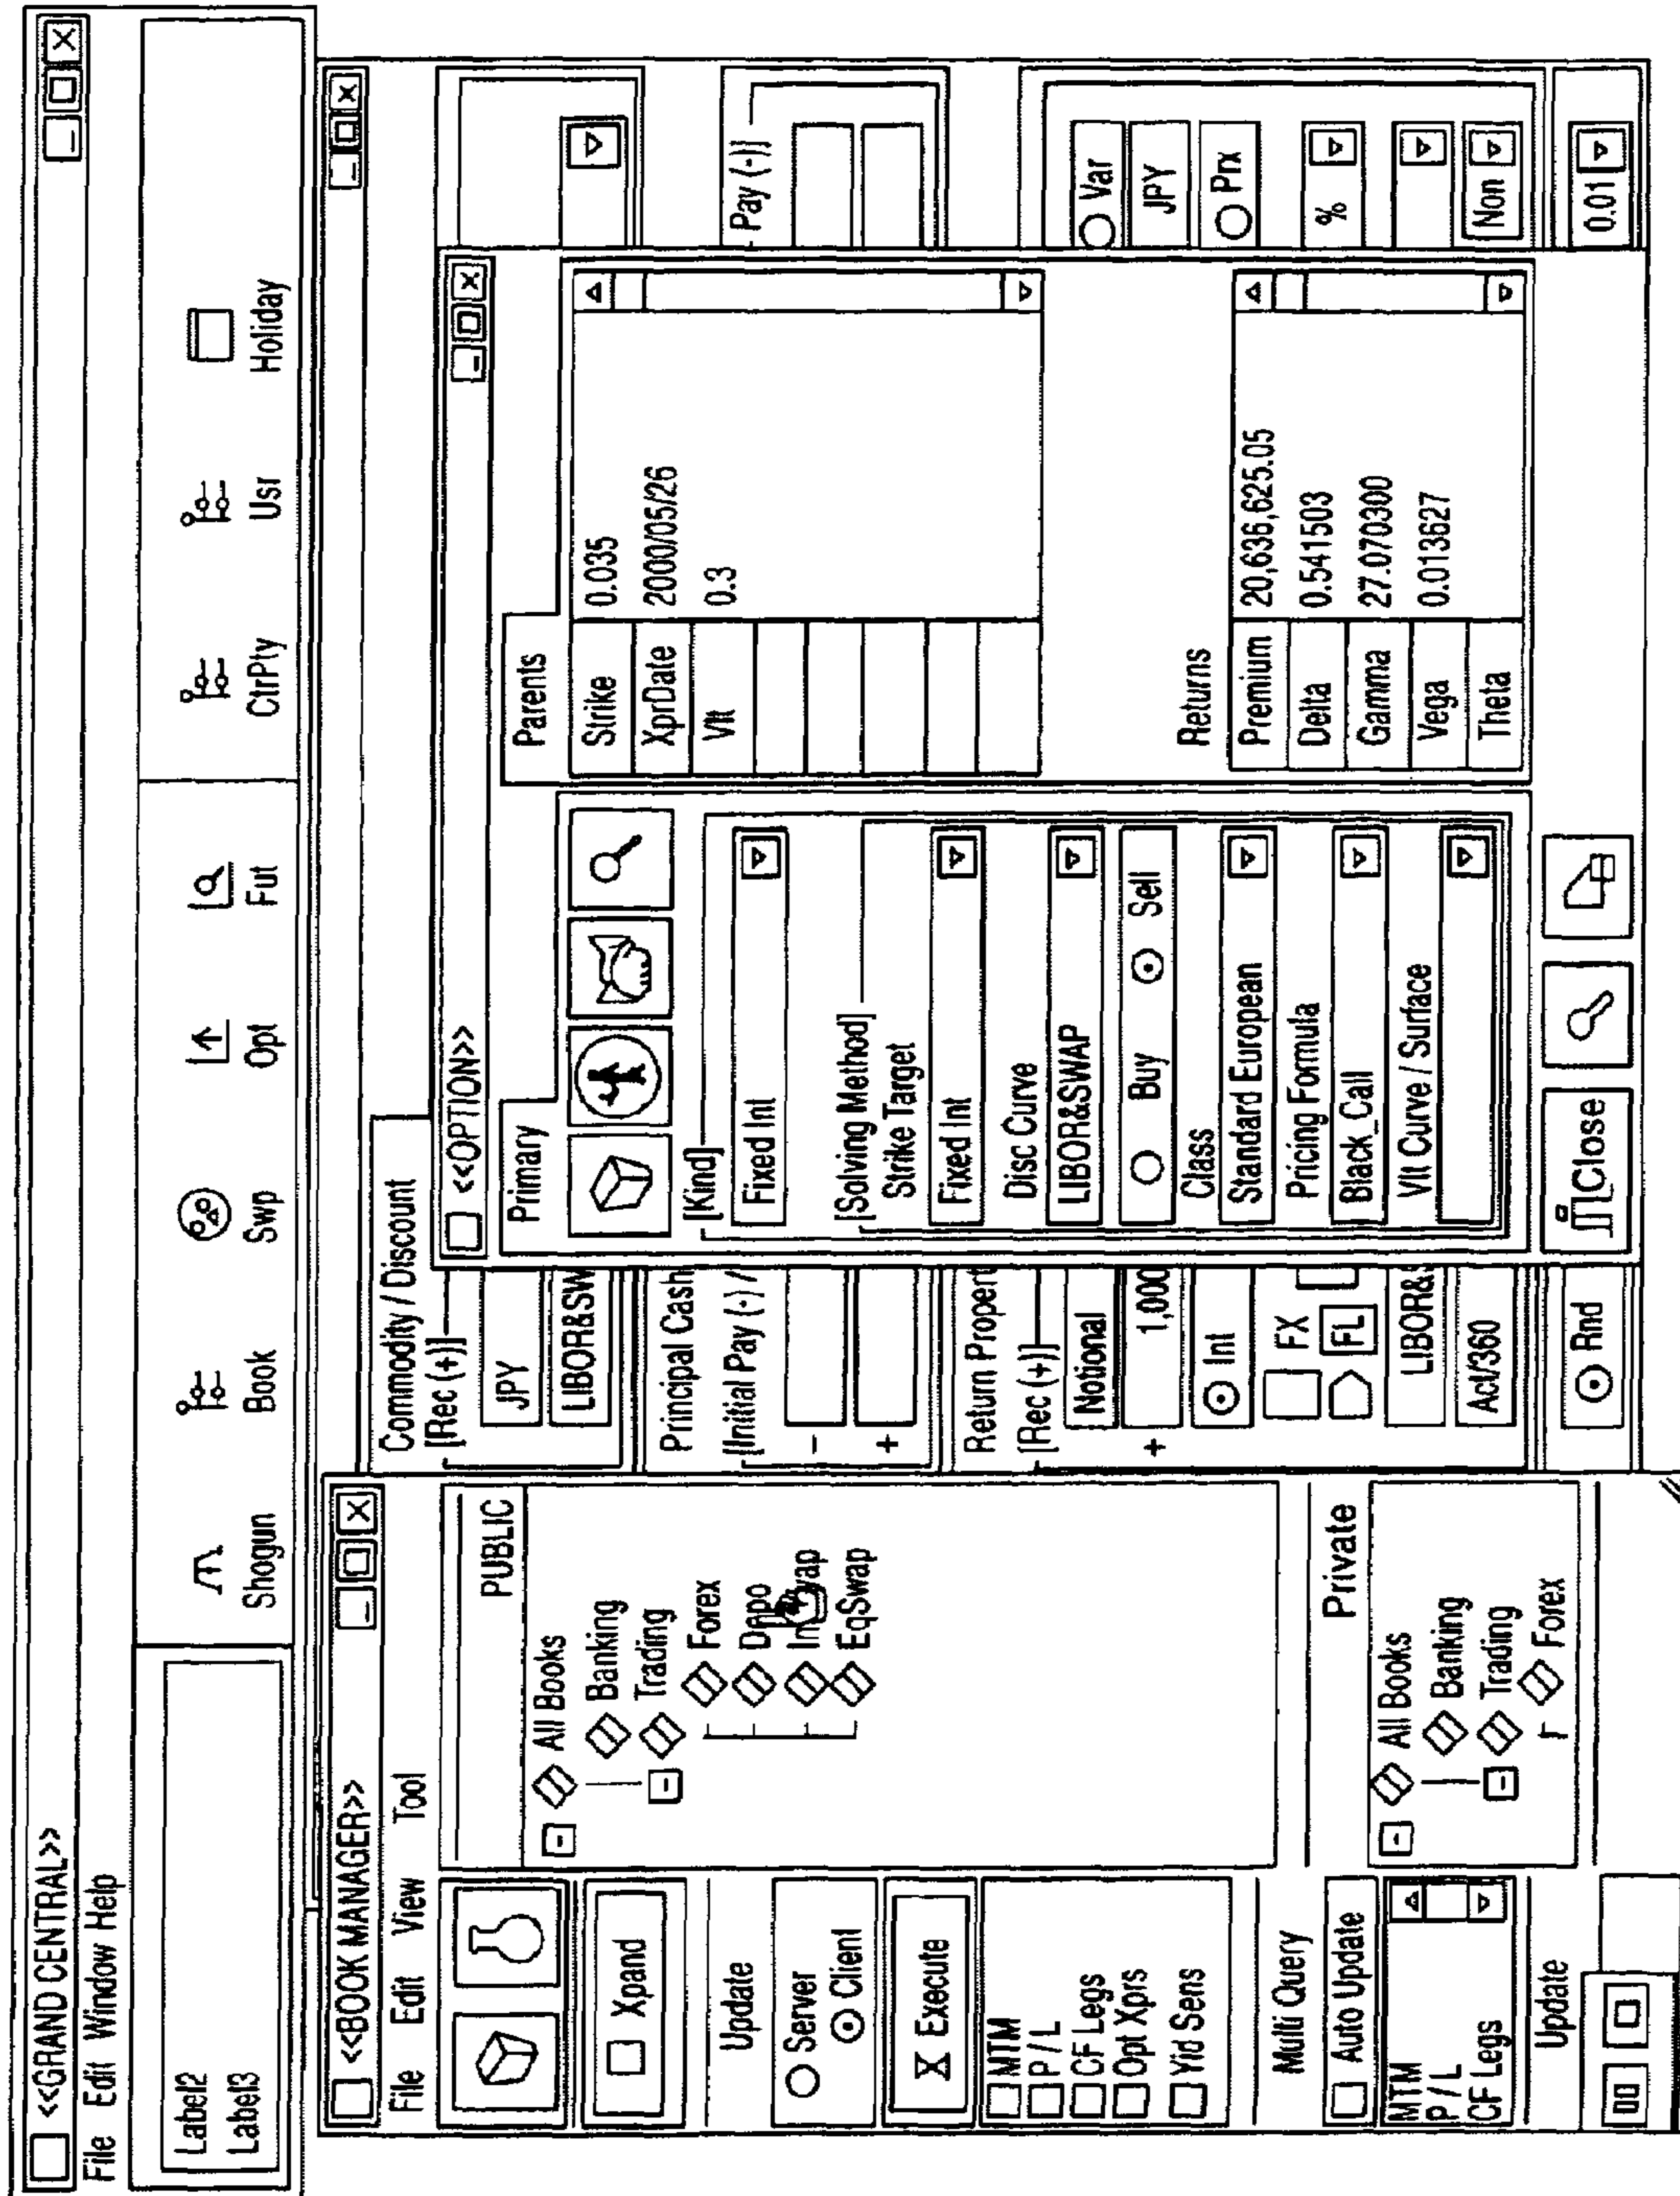 <<GRAND CENTRAL>>
File Edit Window Help
Label2
Label3
Shogun
Book
Swp
Opt
Fut
CtrPty
Usr
Holiday
<<BOOK MANAGER>>
File Edit View Tool
Xpand
Update
Server
Client
Execute
MTM
P / L
CF Legs
Opt Xprs
Yld Sens
Multi Query
Auto Update
MTM
P / L
CF Legs
Update
PUBLIC
All Books
Banking
Trading
Forex
EqSwap
Private
All Books
Banking
Trading
Forex
Commodity / Discount
[Rec (+)]
JPY
LIBOR&SW
Principal Cash
[Initial Pay (-) /
-
+
Return Propert
[Rec (+)]
Notional
+ 1,000
Int
FX
FL
LIBOR&S
Act/360
Rnd
<<OPTION>>
Primary
[Kind]
Fixed Int
[Solving Method]
Strike Target
Fixed Int
Disc Curve
LIBOR&SWAP
Buy Sell
Class
Standard European
Pricing Formula
Black_Call
Vlt Curve / Surface
Close
Parents
Strike 0.035
XprDate 2000/05/26
Vlt 0.3
Returns
Premium 20,636,625.05
Delta 0.541503
Gamma 27.070300
Vega 0.013627
Theta
Pay (-)]
Var
JPY
Prx
%
Non
0.01